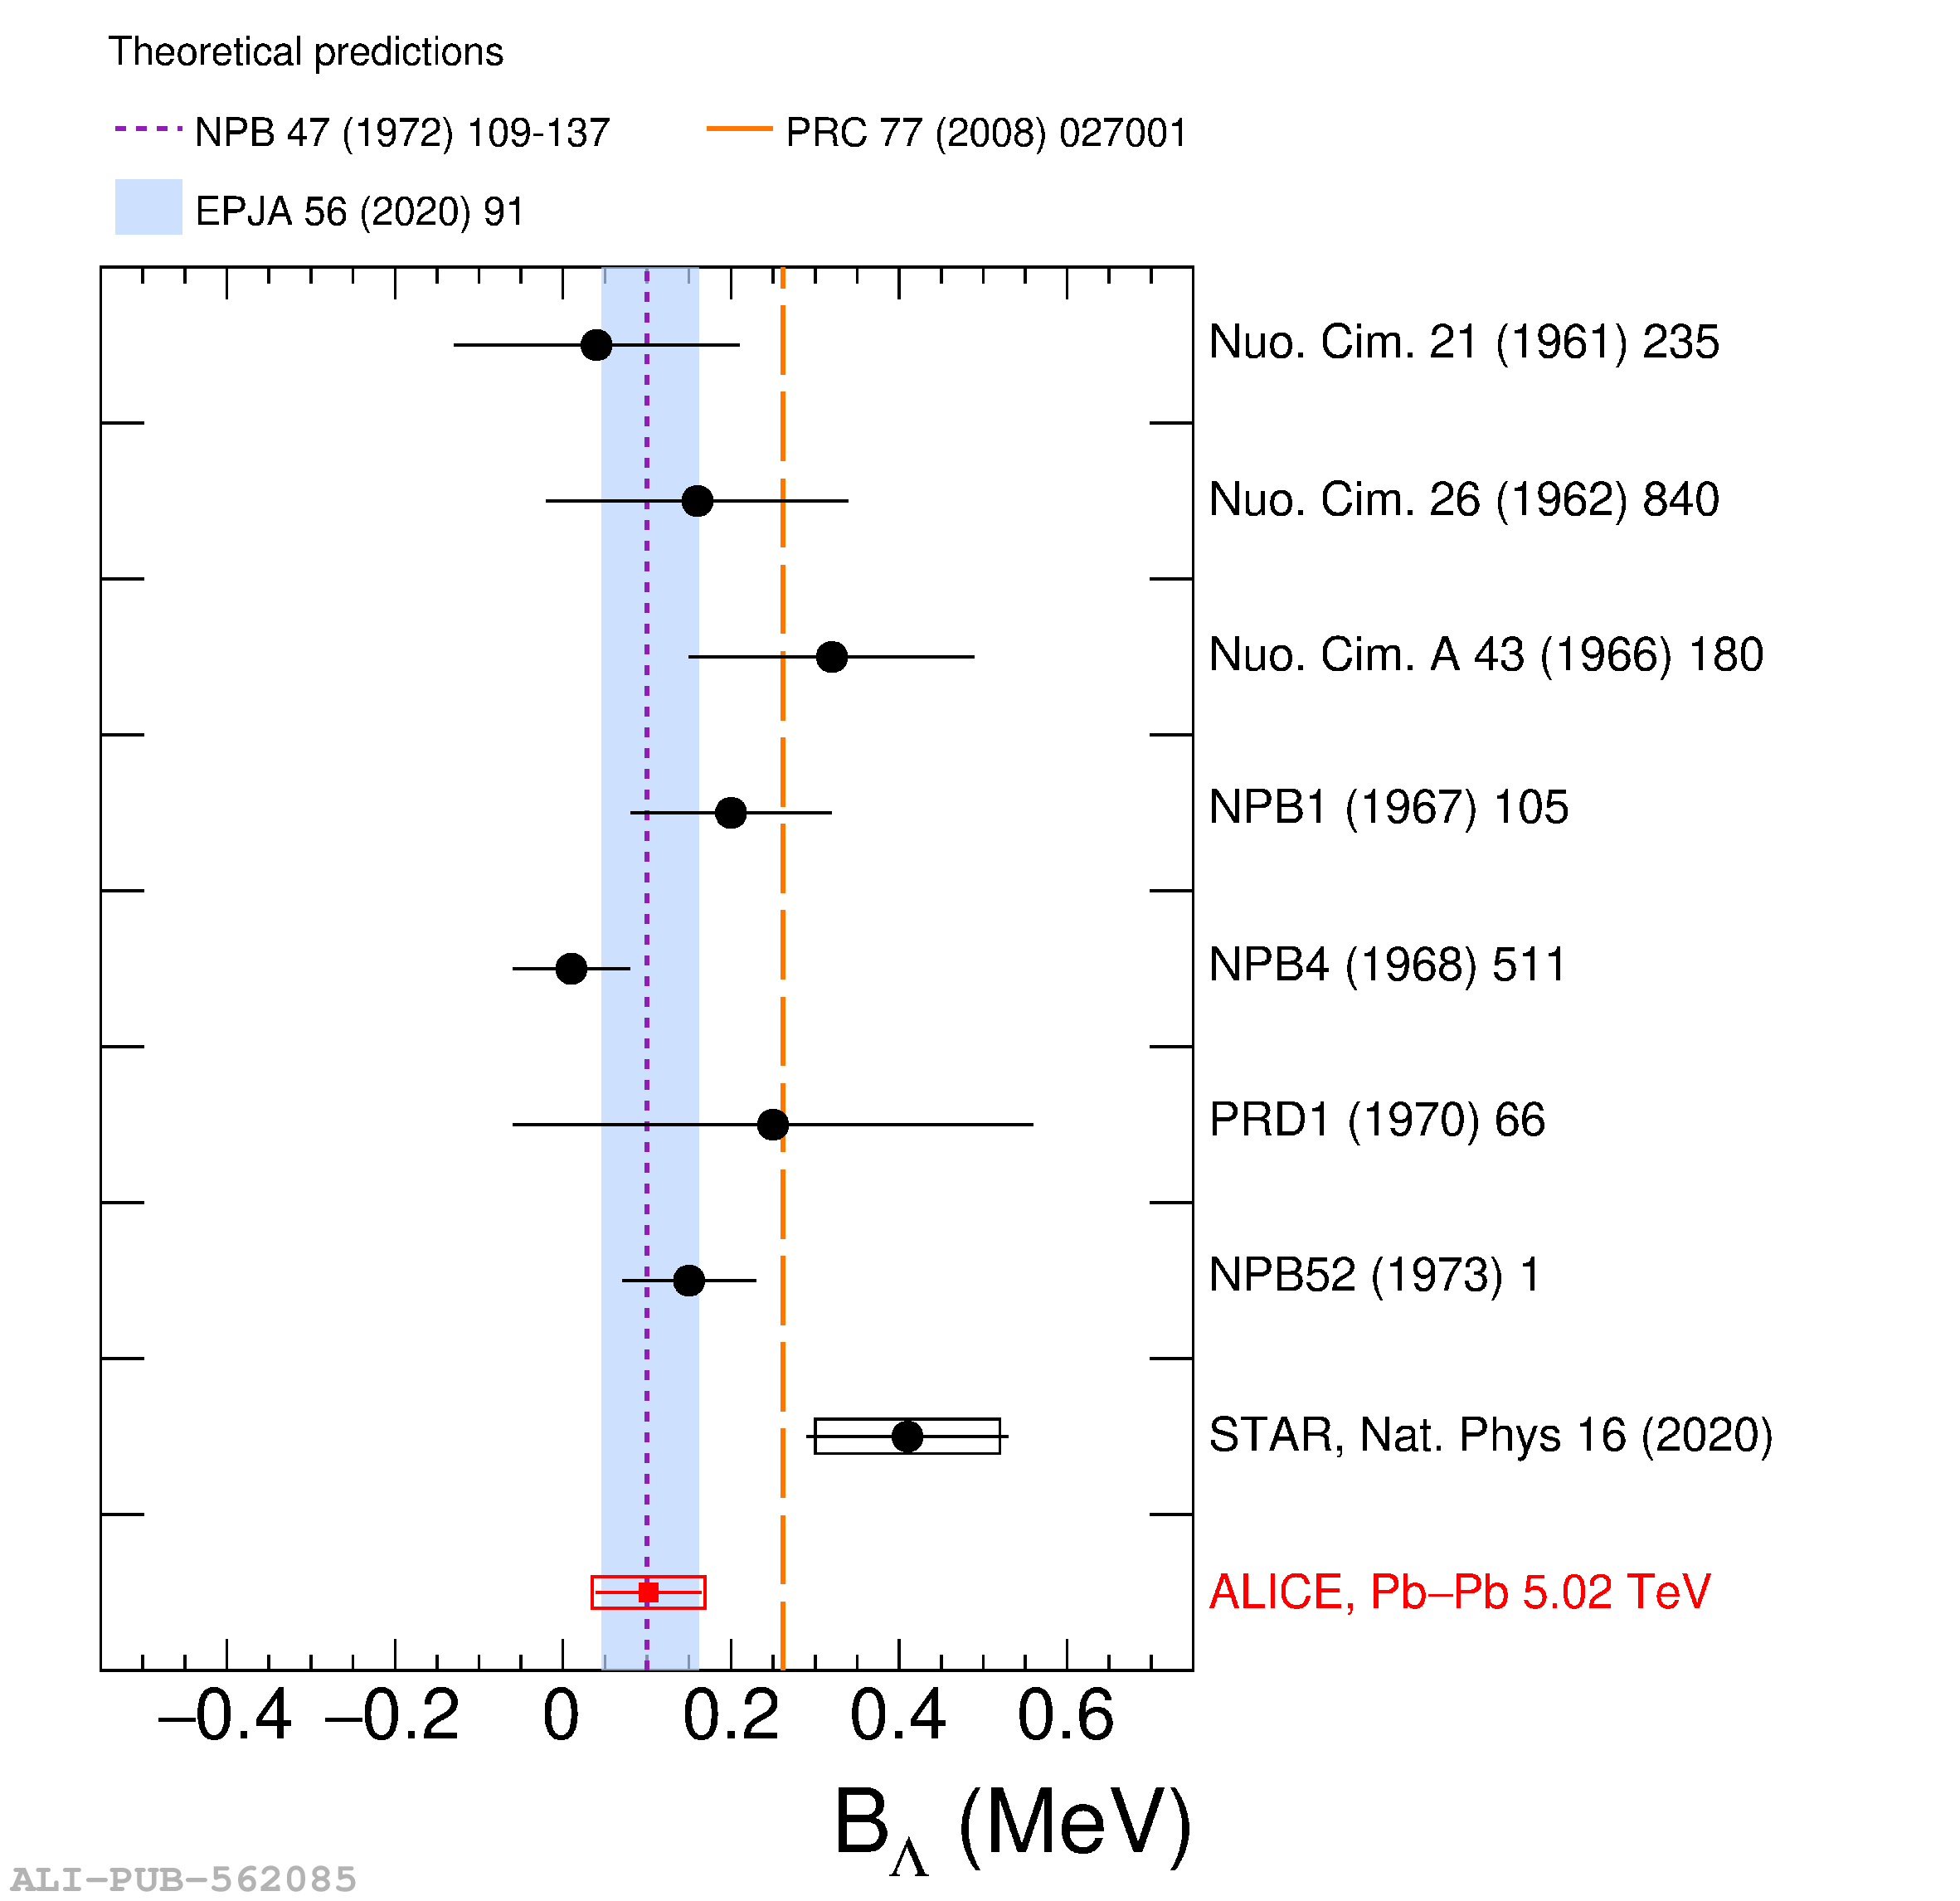 Theoretical predictions
NPB 47 (1972) 109-137 PRC 77 (2008) 027001
EPJA 56 (2020) 91
Nuo. Cim. 21 (1961) 235
Nuo. Cim. 26 (1962) 840
Nuo. Cim. A 43 (1966) 180
NPB1 (1967) 105
NPB4 (1968) 511
PRD1 (1970) 66
NPB52 (1973) 1
STAR, Nat. Phys 16 (2020)
ALICE, Pb−Pb 5.02 TeV
−0.4 −0.2 0 0.2 0.4 0.6
B_Λ (MeV)
ALI−PUB−562085